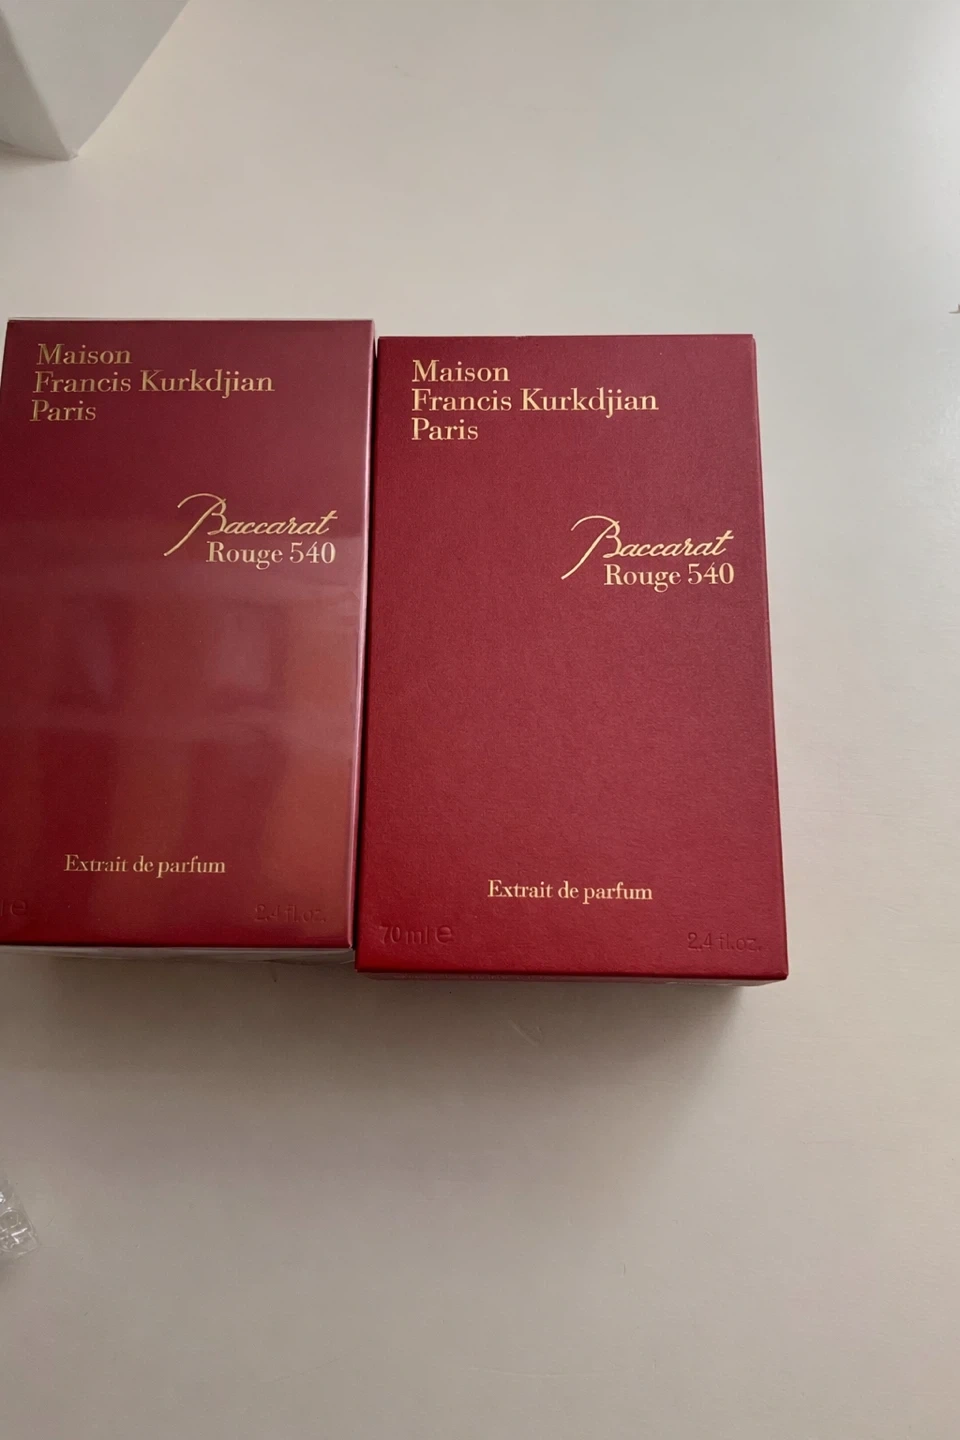 Maison
Francis Kurkdjian
Paris
Baccarat
Rouge 540
Extrait de parfum
e 2.4 fl.oz.
Maison
Francis Kurkdjian
Paris
Baccarat
Rouge 540
Extrait de parfum
70 ml e 2.4 fl.oz.